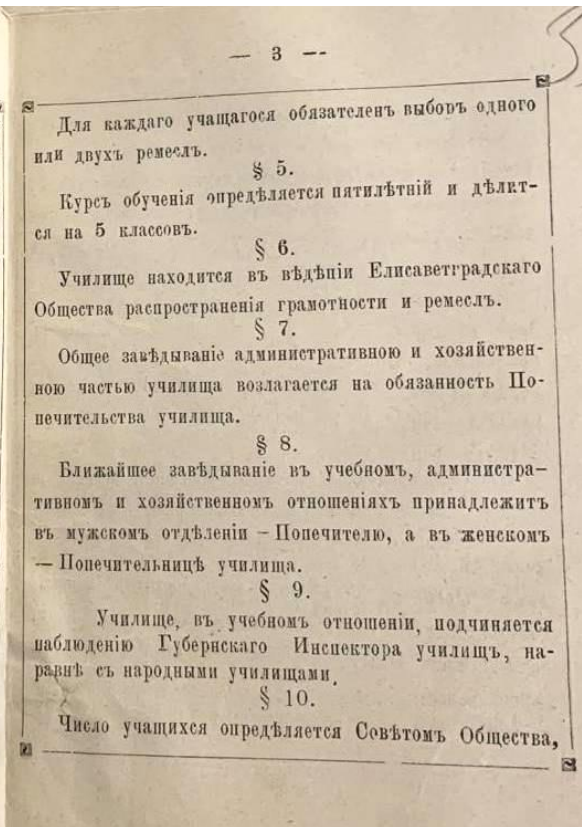 — 3 —
Для каждаго учащагося обязателенъ выборъ одного
или двухъ ремеслъ.
§ 5.
Курсъ обученія опредѣляется пятилѣтній и дѣлит-
ся на 5 классовъ.
§ 6.
Училище находится въ вѣдѣніи Елисаветградскаго
Общества распространенія грамотности и ремеслъ.
§ 7.
Общее завѣдываніе административною и хозяйствен-
ною частью училища возлагается на обязанность По-
печительства училища.
§ 8.
Ближайшее завѣдываніе въ учебномъ, администра-
тивномъ и хозяйственномъ отношеніяхъ принадлежитъ
въ мужскомъ отдѣленіи – Попечителю, а въ женскомъ
— Попечительницѣ училища.
§ 9.
Училище, въ учебномъ отношеніи, подчиняется
наблюденію Губернскаго Инспектора училищъ, на-
равнѣ съ народными училищами.
§ 10.
Число учащихся опредѣляется Совѣтомъ Общества,